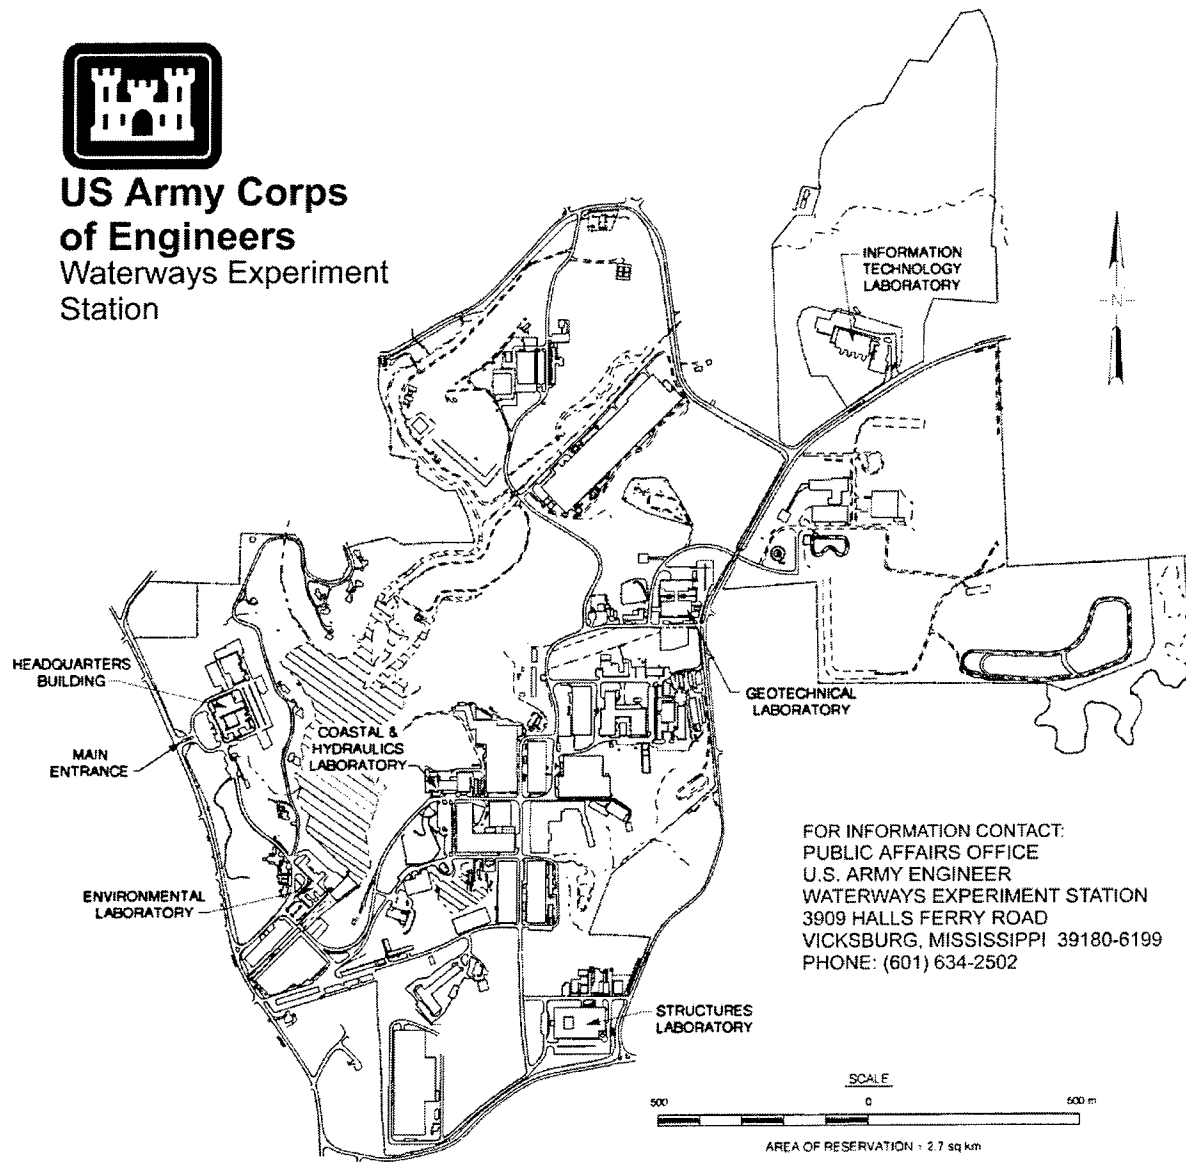 US Army Corps
of Engineers
Waterways Experiment
Station
INFORMATION
TECHNOLOGY
LABORATORY
N
HEADQUARTERS
BUILDING
MAIN
ENTRANCE
COASTAL &
HYDRAULICS
LABORATORY
GEOTECHNICAL
LABORATORY
ENVIRONMENTAL
LABORATORY
STRUCTURES
LABORATORY
FOR INFORMATION CONTACT:
PUBLIC AFFAIRS OFFICE
U.S. ARMY ENGINEER
WATERWAYS EXPERIMENT STATION
3909 HALLS FERRY ROAD
VICKSBURG, MISSISSIPPI 39180-6199
PHONE: (601) 634-2502
SCALE
500 0 500 m
AREA OF RESERVATION = 2.7 sq km